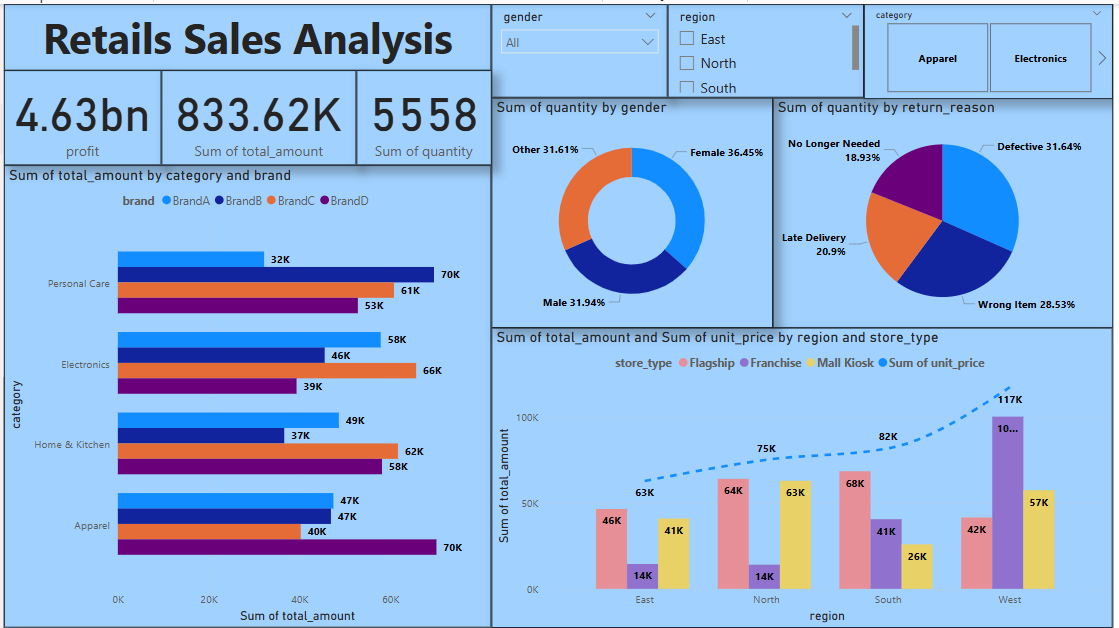 Retails Sales Analysis
4.63bn
profit
833.62K
Sum of total_amount
5558
Sum of quantity
gender
All
region
East
North
South
category
Apparel
Electronics
Sum of total_amount by category and brand
brand BrandA BrandB BrandC BrandD
category
Personal Care
32K
70K
61K
53K
Electronics
58K
46K
66K
39K
Home & Kitchen
49K
37K
62K
58K
Apparel
47K
47K
40K
70K
0K 20K 40K 60K
Sum of total_amount
Sum of quantity by gender
Other 31.61%
Female 36.45%
Male 31.94%
Sum of quantity by return_reason
No Longer Needed
18.93%
Defective 31.64%
Late Delivery
20.9%
Wrong Item 28.53%
Sum of total_amount and Sum of unit_price by region and store_type
store_type Flagship Franchise Mall Kiosk Sum of unit_price
Sum of total_amount
100K
50K
0K
63K
75K
82K
117K
46K
14K
41K
64K
14K
63K
68K
41K
26K
42K
10...
57K
East North South West
region